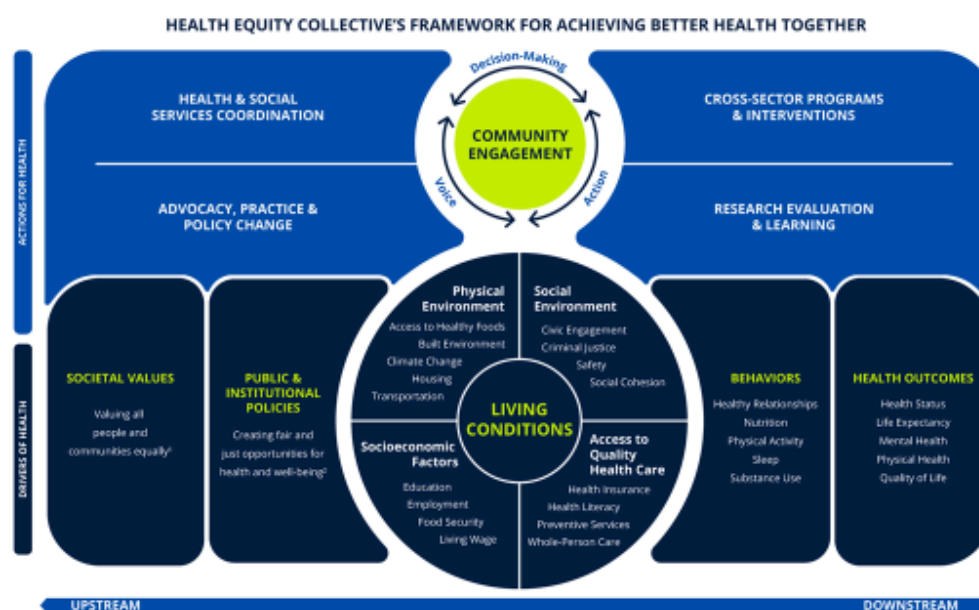 HEALTH EQUITY COLLECTIVE'S FRAMEWORK FOR ACHIEVING BETTER HEALTH TOGETHER
ACTIONS FOR HEALTH
HEALTH & SOCIAL
SERVICES COORDINATION
ADVOCACY, PRACTICE &
POLICY CHANGE
Decision-Making
Voice
Action
COMMUNITY
ENGAGEMENT
CROSS-SECTOR PROGRAMS
& INTERVENTIONS
RESEARCH EVALUATION
& LEARNING
DRIVERS OF HEALTH
SOCIETAL VALUES
Valuing all
people and
communities equally¹
PUBLIC &
INSTITUTIONAL
POLICIES
Creating fair and
just opportunities for
health and well-being²
Physical
Environment
Access to Healthy Foods
Built Environment
Climate Change
Housing
Transportation
Social
Environment
Civic Engagement
Criminal Justice
Safety
Social Cohesion
LIVING
CONDITIONS
Socioeconomic
Factors
Education
Employment
Food Security
Living Wage
Access to
Quality
Health Care
Health Insurance
Health Literacy
Preventive Services
Whole-Person Care
BEHAVIORS
Healthy Relationships
Nutrition
Physical Activity
Sleep
Substance Use
HEALTH OUTCOMES
Health Status
Life Expectancy
Mental Health
Physical Health
Quality of Life
UPSTREAM
DOWNSTREAM